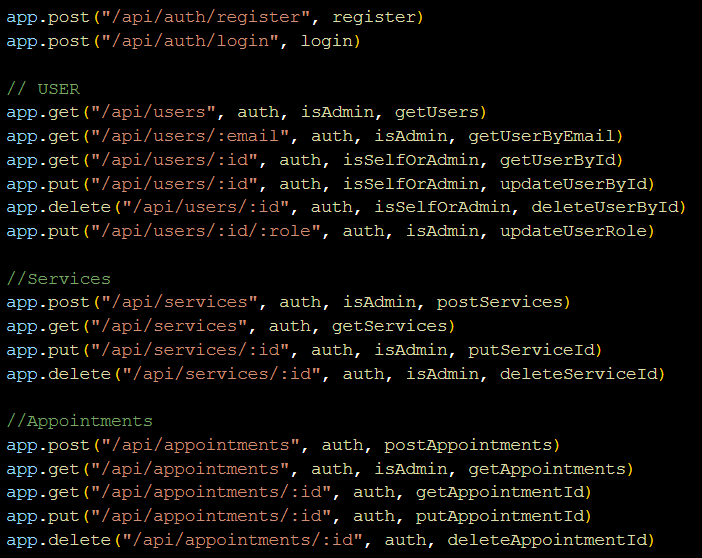 app.post("/api/auth/register", register)
app.post("/api/auth/login", login)
// USER
app.get("/api/users", auth, isAdmin, getUsers)
app.get("/api/users/:email", auth, isAdmin, getUserByEmail)
app.get("/api/users/:id", auth, isSelfOrAdmin, getUserById)
app.put("/api/users/:id", auth, isSelfOrAdmin, updateUserById)
app.delete("/api/users/:id", auth, isSelfOrAdmin, deleteUserById)
app.put("/api/users/:id/:role", auth, isAdmin, updateUserRole)
//Services
app.post("/api/services", auth, isAdmin, postServices)
app.get("/api/services", auth, getServices)
app.put("/api/services/:id", auth, isAdmin, putServiceId)
app.delete("/api/services/:id", auth, isAdmin, deleteServiceId)
//Appointments
app.post("/api/appointments", auth, postAppointments)
app.get("/api/appointments", auth, isAdmin, getAppointments)
app.get("/api/appointments/:id", auth, getAppointmentId)
app.put("/api/appointments/:id", auth, putAppointmentId)
app.delete("/api/appointments/:id", auth, deleteAppointmentId)